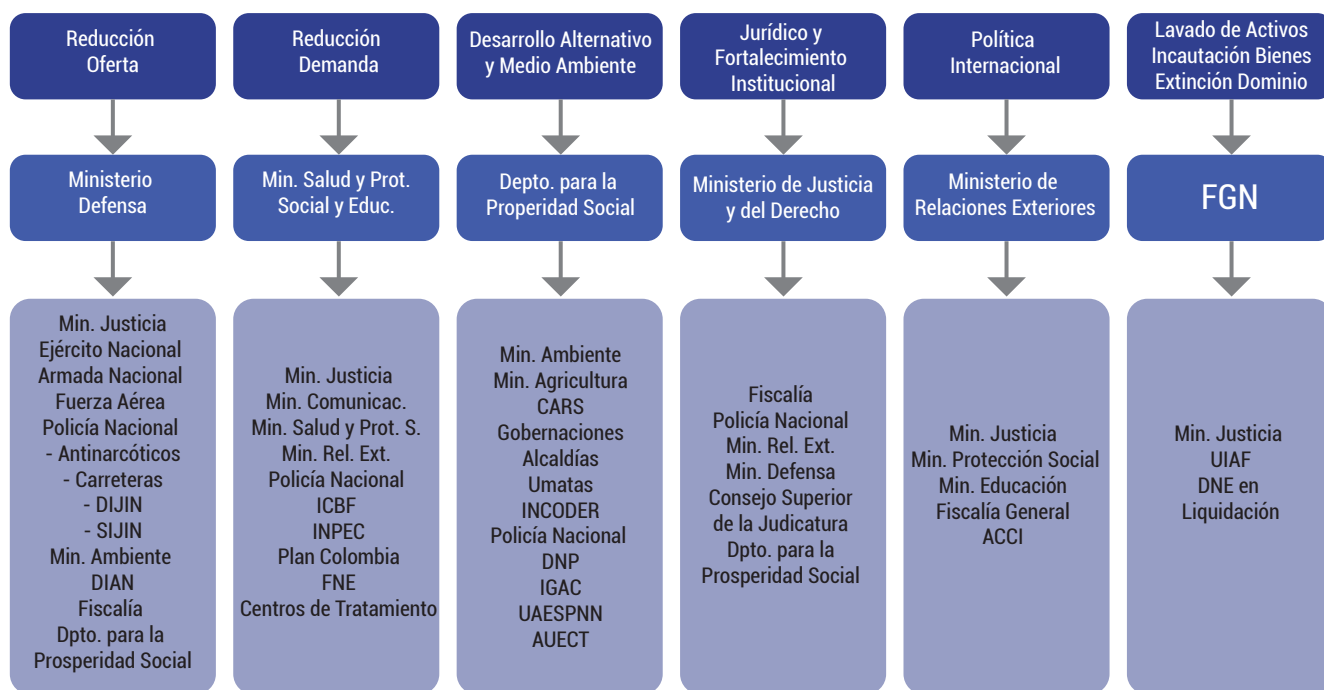 Reducción
Oferta
Reducción
Demanda
Desarrollo Alternativo
y Medio Ambiente
Jurídico y
Fortalecimiento
Institucional
Política
Internacional
Lavado de Activos
Incautación Bienes
Extinción Dominio
Ministerio
Defensa
Min. Salud y Prot.
Social y Educ.
Depto. para la
Properidad Social
Ministerio de Justicia
y del Derecho
Ministerio de
Relaciones Exteriores
FGN
Min. Justicia
Ejército Nacional
Armada Nacional
Fuerza Aérea
Policía Nacional
- Antinarcóticos
- Carreteras
- DIJIN
- SIJIN
Min. Ambiente
DIAN
Fiscalía
Dpto. para la
Prosperidad Social
Min. Justicia
Min. Comunicac.
Min. Salud y Prot. S.
Min. Rel. Ext.
Policía Nacional
ICBF
INPEC
Plan Colombia
FNE
Centros de Tratamiento
Min. Ambiente
Min. Agricultura
CARS
Gobernaciones
Alcaldías
Umatas
INCODER
Policía Nacional
DNP
IGAC
UAESPNN
AUECT
Fiscalía
Policía Nacional
Min. Rel. Ext.
Min. Defensa
Consejo Superior
de la Judicatura
Dpto. para la
Prosperidad Social
Min. Justicia
Min. Protección Social
Min. Educación
Fiscalía General
ACCI
Min. Justicia
UIAF
DNE en
Liquidación